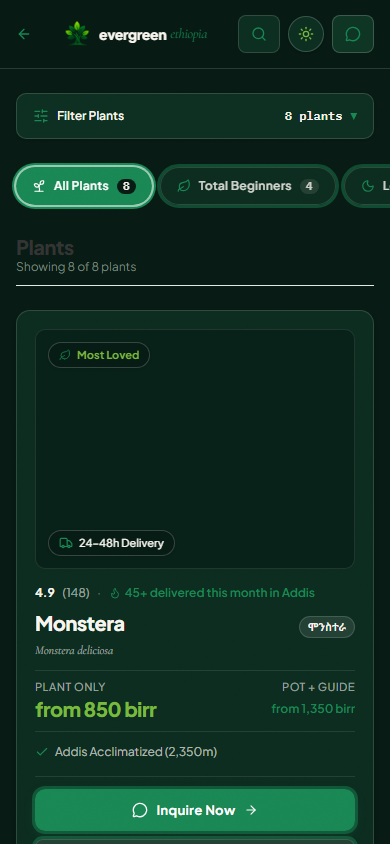 evergreen ethiopia
Filter Plants 8 plants ▼
All Plants 8 Total Beginners 4
Plants
Showing 8 of 8 plants
Most Loved
24–48h Delivery
4.9 (148) · 45+ delivered this month in Addis
Monstera ሞንስተራ
Monstera deliciosa
PLANT ONLY POT + GUIDE
from 850 birr from 1,350 birr
Addis Acclimatized (2,350m)
Inquire Now →